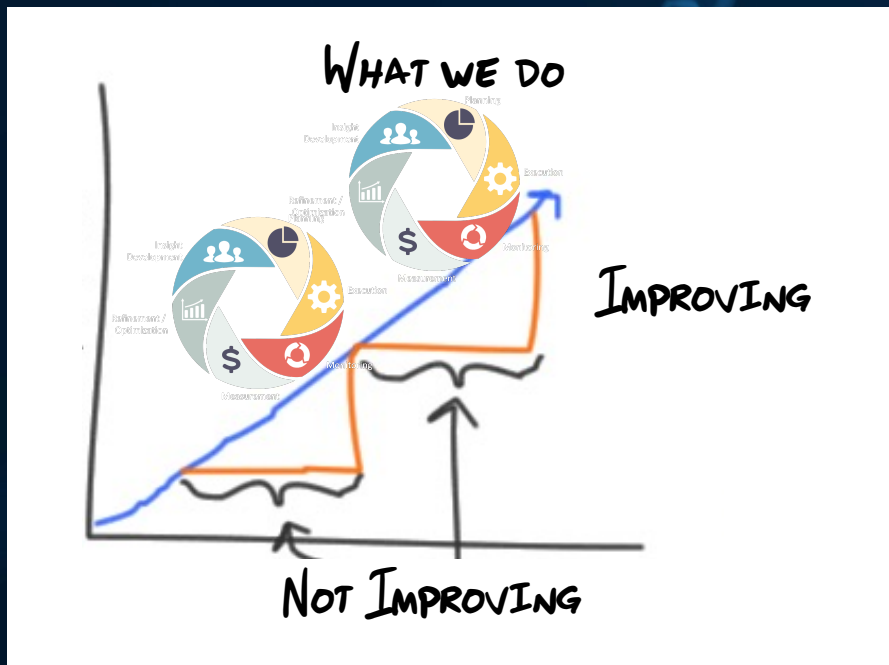 WHAT WE DO
Planning
Insight
Development
Execution
Refinement /
Optimization
Monitoring
Measurement
Planning
Insight
Development
Execution
Refinement /
Optimization
Monitoring
Measurement
$
$
IMPROVING
NOT IMPROVING